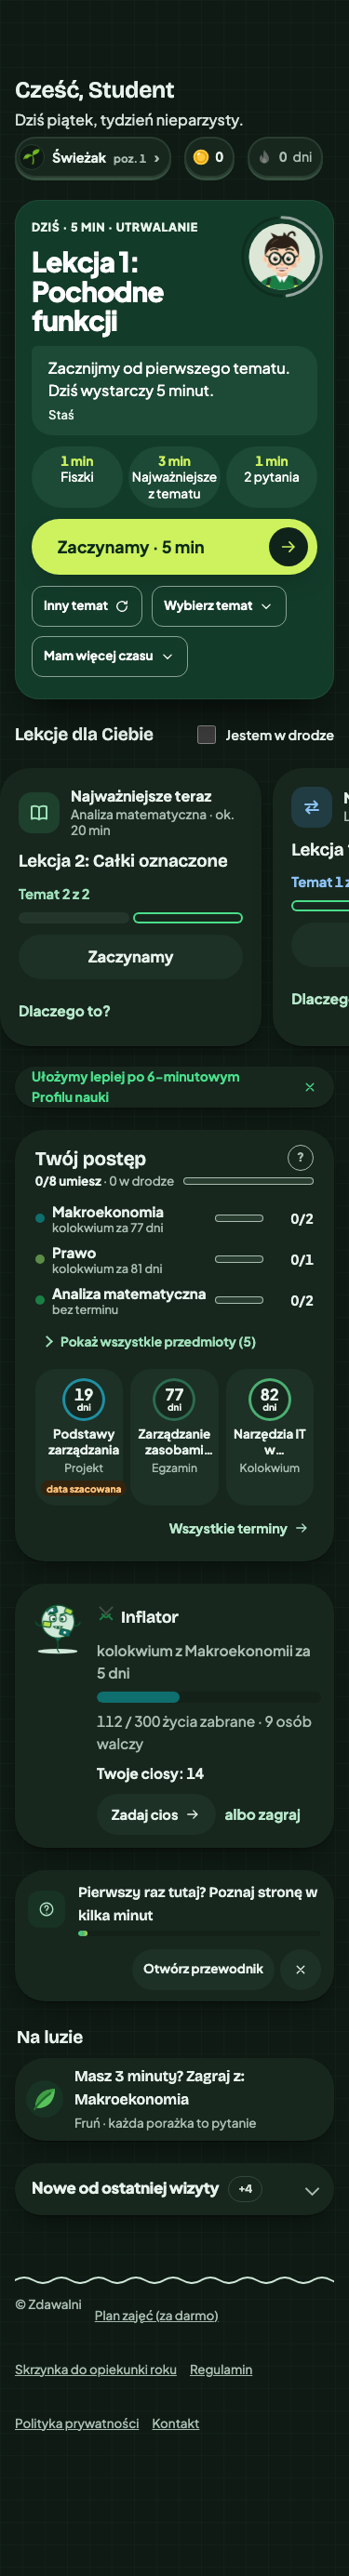 Cześć, Student
Dziś piątek, tydzień nieparzysty.
Świeżak poz. 1 ›
0
0 dni
DZIŚ · 5 MIN · UTRWALANIE
Lekcja 1:
Pochodne
funkcji
Zacznijmy od pierwszego tematu.
Dziś wystarczy 5 minut.
Staś
1 min
Fiszki
3 min
Najważniejsze
z tematu
1 min
2 pytania
Zaczynamy · 5 min
Inny temat
Wybierz temat
Mam więcej czasu
Lekcje dla Ciebie
Jestem w drodze
Najważniejsze teraz
Analiza matematyczna · ok.
20 min
Lekcja 2: Całki oznaczone
Temat 2 z 2
Zaczynamy
Dlaczego to?
Lekcja
Temat 1
Ułożymy lepiej po 6-minutowym
Profilu nauki
Twój postęp
?
0/8 umiesz · 0 w drodze
Makroekonomia
kolokwium za 77 dni
0/2
Prawo
kolokwium za 81 dni
0/1
Analiza matematyczna
bez terminu
0/2
Pokaż wszystkie przedmioty (5)
19
dni
Podstawy
zarządzania
Projekt
data szacowana
77
dni
Zarządzanie
zasobami...
Egzamin
82
dni
Narzędzia IT
w...
Kolokwium
Wszystkie terminy
Inflator
kolokwium z Makroekonomii za
5 dni
112 / 300 życia zabrane · 9 osób
walczy
Twoje ciosy: 14
Zadaj cios
albo zagraj
Pierwszy raz tutaj? Poznaj stronę w
kilka minut
Otwórz przewodnik
Na luzie
Masz 3 minuty? Zagraj z:
Makroekonomia
Fruń · każda porażka to pytanie
Nowe od ostatniej wizyty +4
© Zdawalni
Plan zajęć (za darmo)
Skrzynka do opiekunki roku
Regulamin
Polityka prywatności
Kontakt